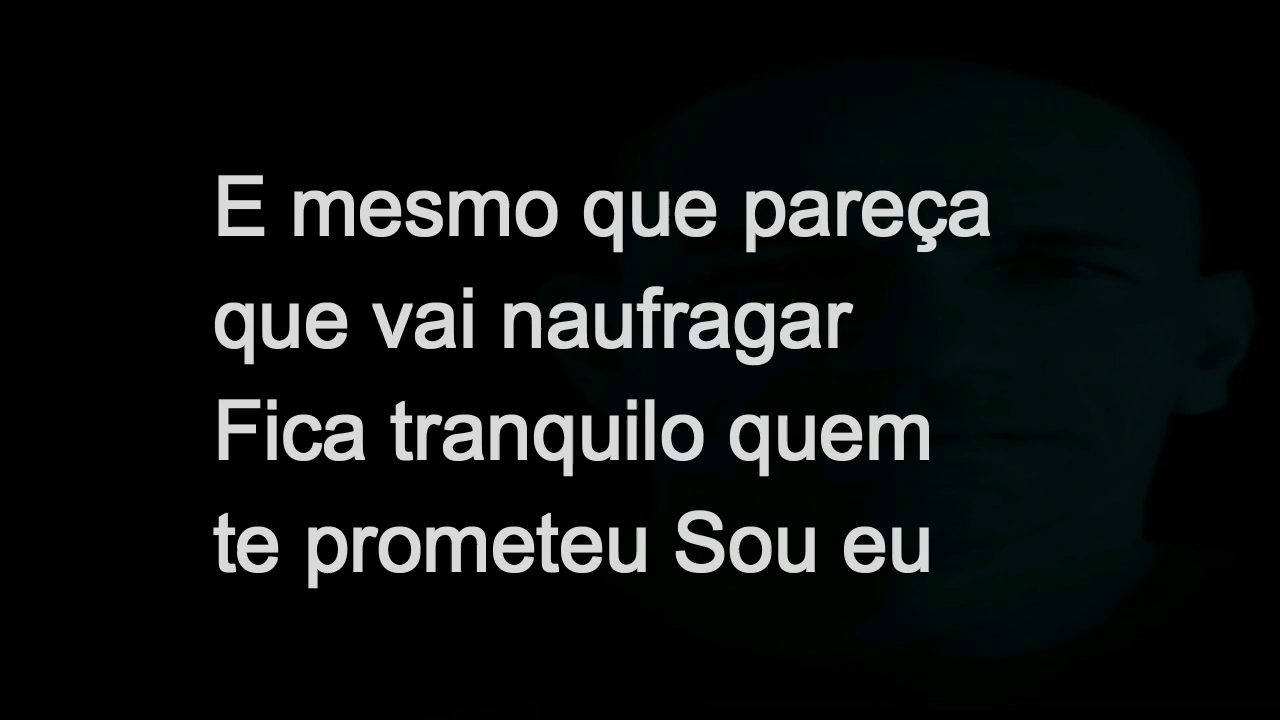 E mesmo que pareça
que vai naufragar
Fica tranquilo quem
te prometeu Sou eu